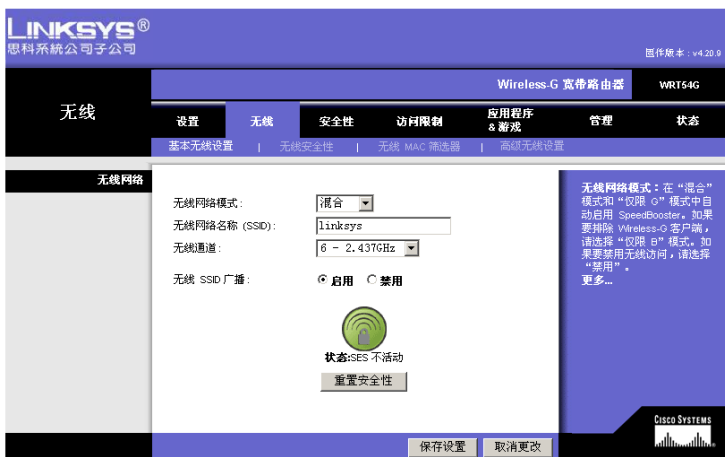 LINKSYS®
思科系統公司子公司
固件版本：v4.20.9
Wireless-G 宽带路由器
WRT54G
无线
设置
无线
安全性
访问限制
应用程序
& 游戏
管理
状态
基本无线设置 | 无线安全性 | 无线 MAC 筛选器 | 高级无线设置
无线网络
无线网络模式：
混合
无线网络名称 (SSID)：
linksys
无线通道：
6 - 2.437GHz
无线 SSID 广播：
启用
禁用
状态:SES 不活动
重置安全性
无线网络模式：在“混合”
模式和“仅限 G”模式中自
动启用 SpeedBooster。如果
要排除 Wireless-G 客户端，
请选择“仅限 B”模式。如
果要禁用无线访问，请选择
“禁用”。
更多...
保存设置
取消更改
CISCO SYSTEMS